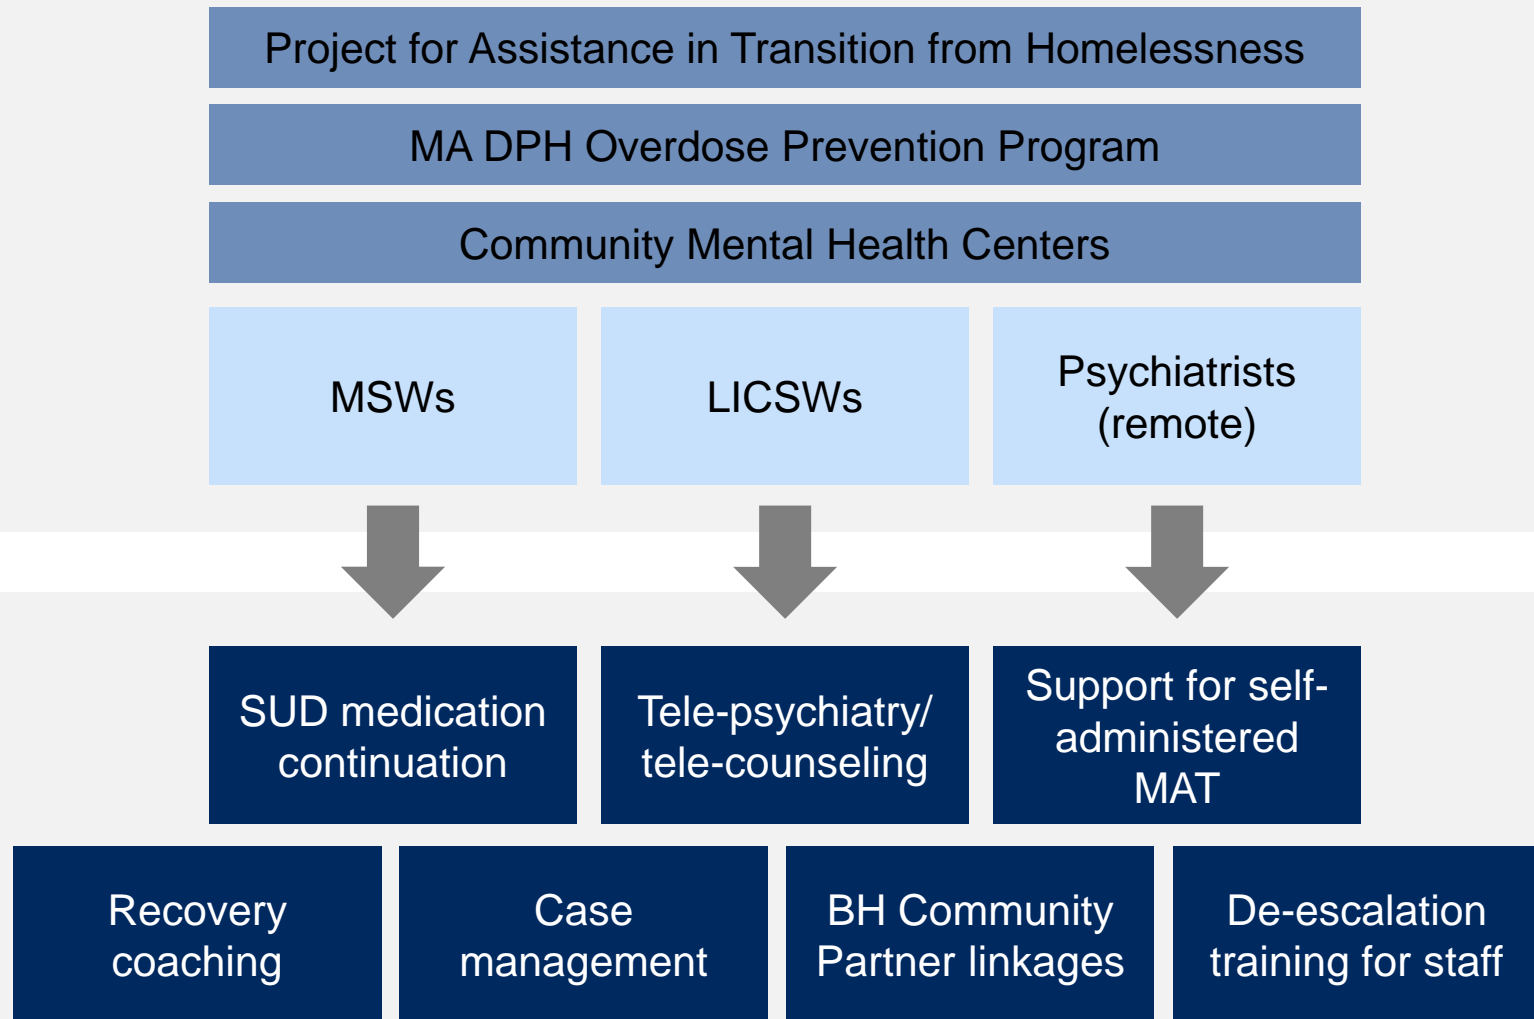 Project for Assistance in Transition from Homelessness
MA DPH Overdose Prevention Program
Community Mental Health Centers
MSWs
LICSWs
Psychiatrists
(remote)
SUD medication
continuation
Tele-psychiatry/
tele-counseling
Support for self-
administered
MAT
Recovery
coaching
Case
management
BH Community
Partner linkages
De-escalation
training for staff